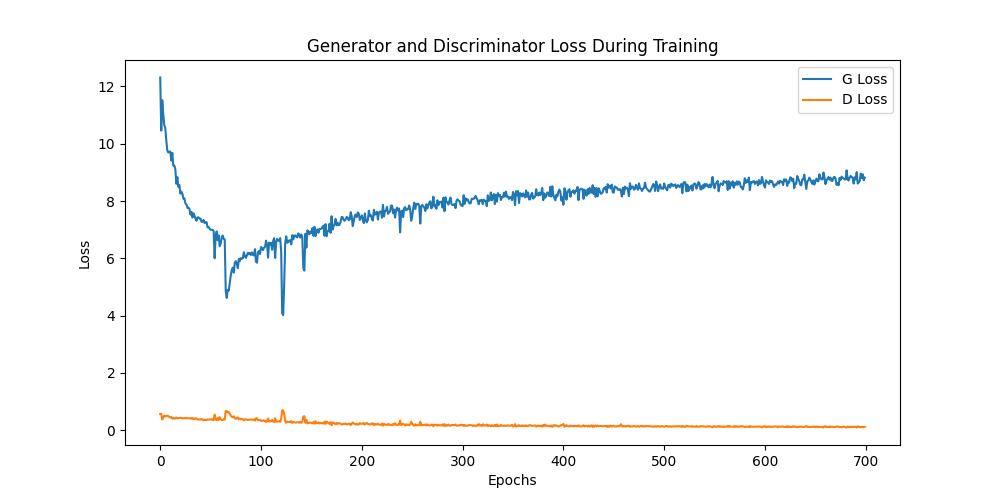 Generator and Discriminator Loss During Training
G Loss
D Loss
12
10
8
6
4
2
0
Loss
0 100 200 300 400 500 600 700
Epochs